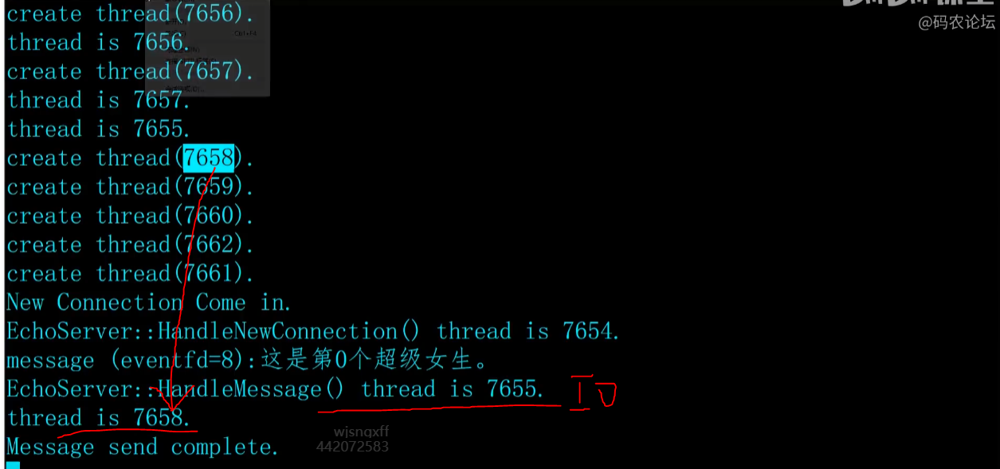 create thread(7656).
@码农论坛
Ctrl+F4
thread is 7656.
create thread(7657).
thread is 7657.
thread is 7655.
create thread(7658).
create thread(7659).
create thread(7660).
create thread(7662).
create thread(7661).
New Connection Come in.
EchoServer::HandleNewConnection() thread is 7654.
message (eventfd=8):这是第0个超级女生。
EchoServer::HandleMessage() thread is 7655.
IO
thread is 7658.
wjsnqxff
Message send complete.
442072583